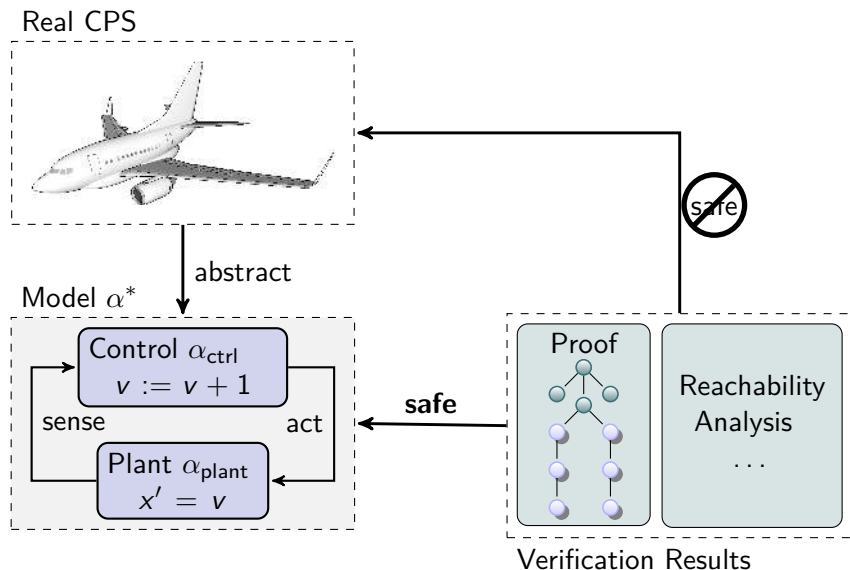 Real CPS
abstract
safe
Model α*
Control α_ctrl
v := v + 1
sense
act
Plant α_plant
x′ = v
safe
Proof
Reachability
Analysis
...
Verification Results